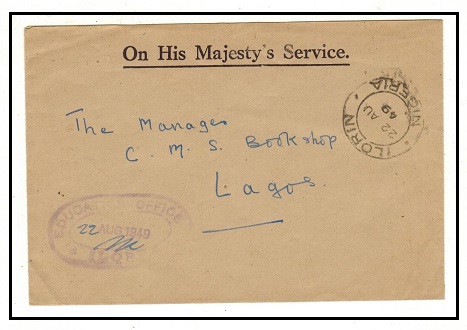 On His Majesty's Service.
ILORIN NIGERIA
22 AU
49
The Manager
C. M. S. Bookshop
Lagos.
EDUCATION OFFICE
22 AUG 1949